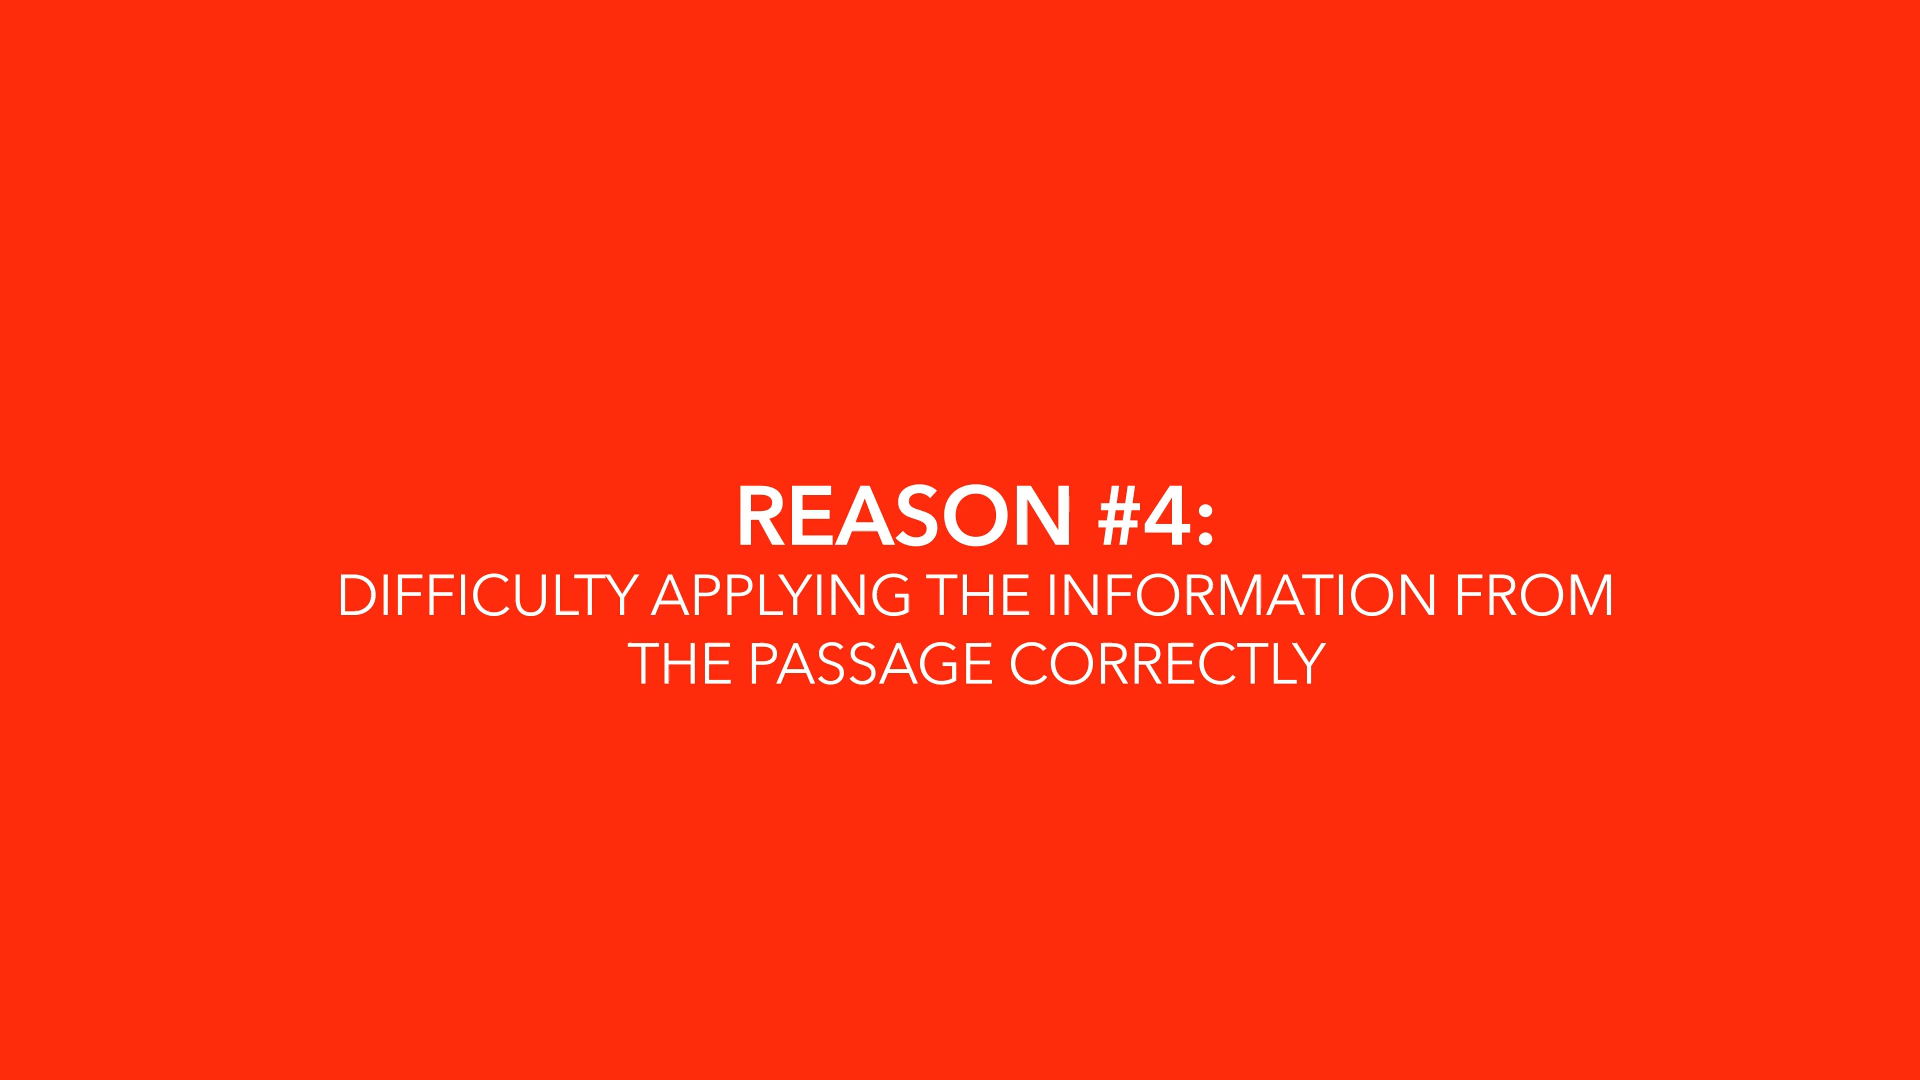 REASON #4:
DIFFICULTY APPLYING THE INFORMATION FROM
THE PASSAGE CORRECTLY